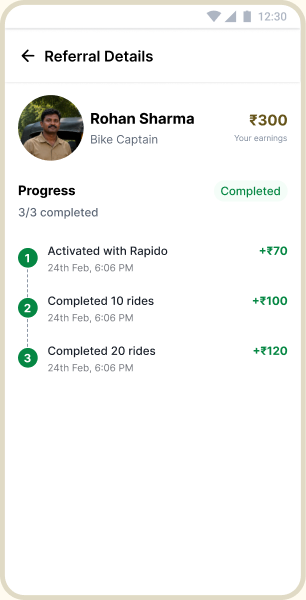 12:30
Referral Details
Rohan Sharma
₹300
Bike Captain
Your earnings
Progress
Completed
3/3 completed
1
Activated with Rapido
+₹70
24th Feb, 6:06 PM
2
Completed 10 rides
+₹100
24th Feb, 6:06 PM
3
Completed 20 rides
+₹120
24th Feb, 6:06 PM